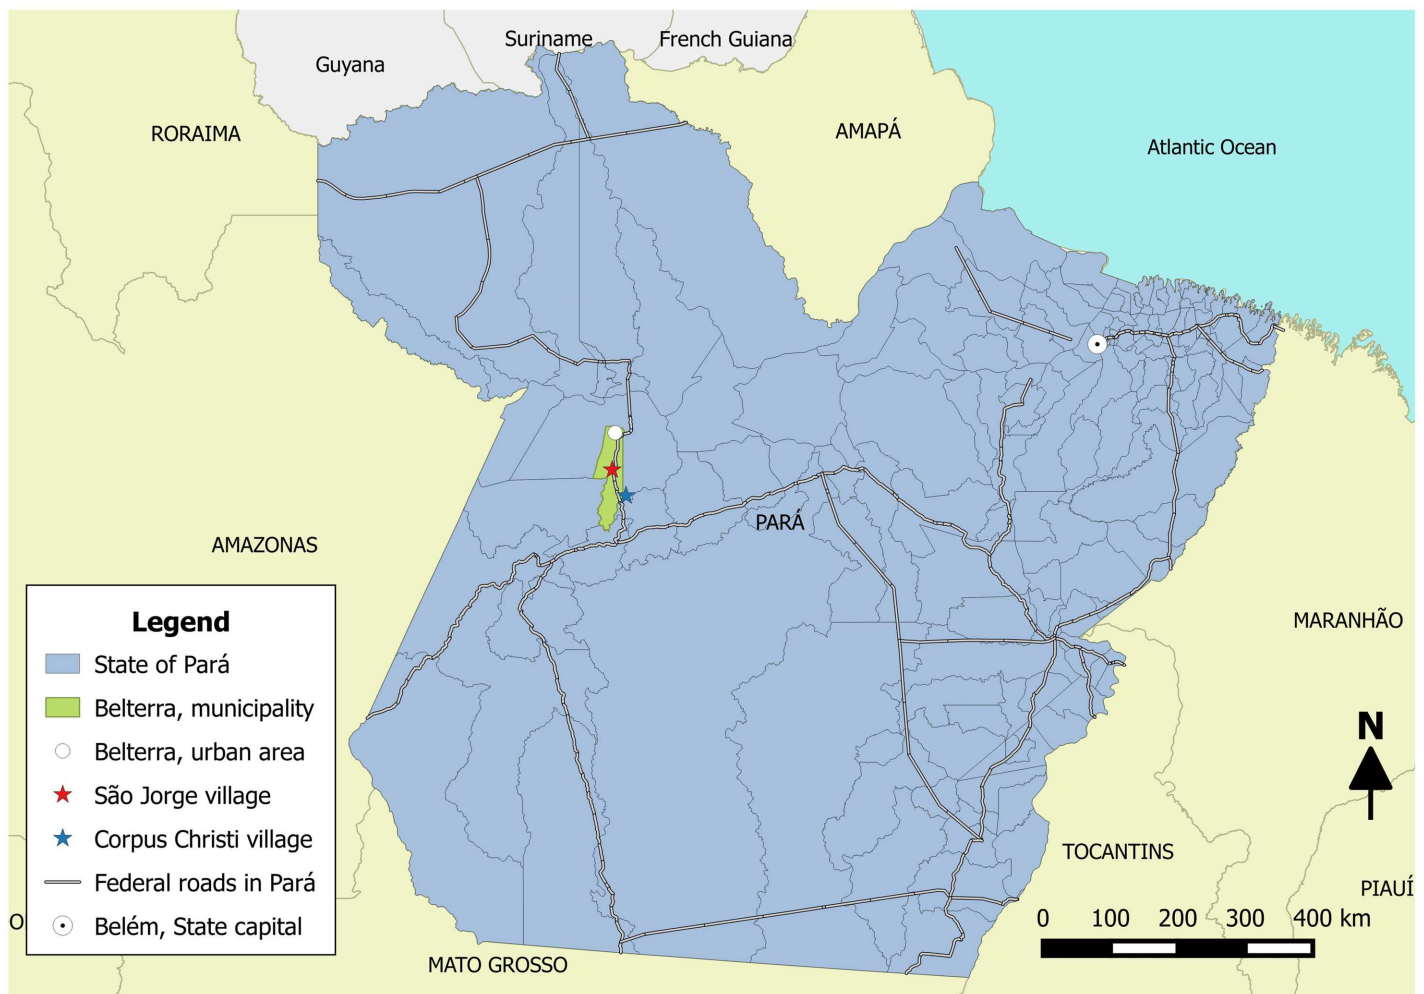 Suriname
French Guiana
Guyana
RORAIMA
AMAPÁ
Atlantic Ocean
PARÁ
AMAZONAS
Legend
State of Pará
Belterra, municipality
Belterra, urban area
São Jorge village
Corpus Christi village
Federal roads in Pará
Belém, State capital
MARANHÃO
N
TOCANTINS
PIAUÍ
O
0 100 200 300 400 km
MATO GROSSO